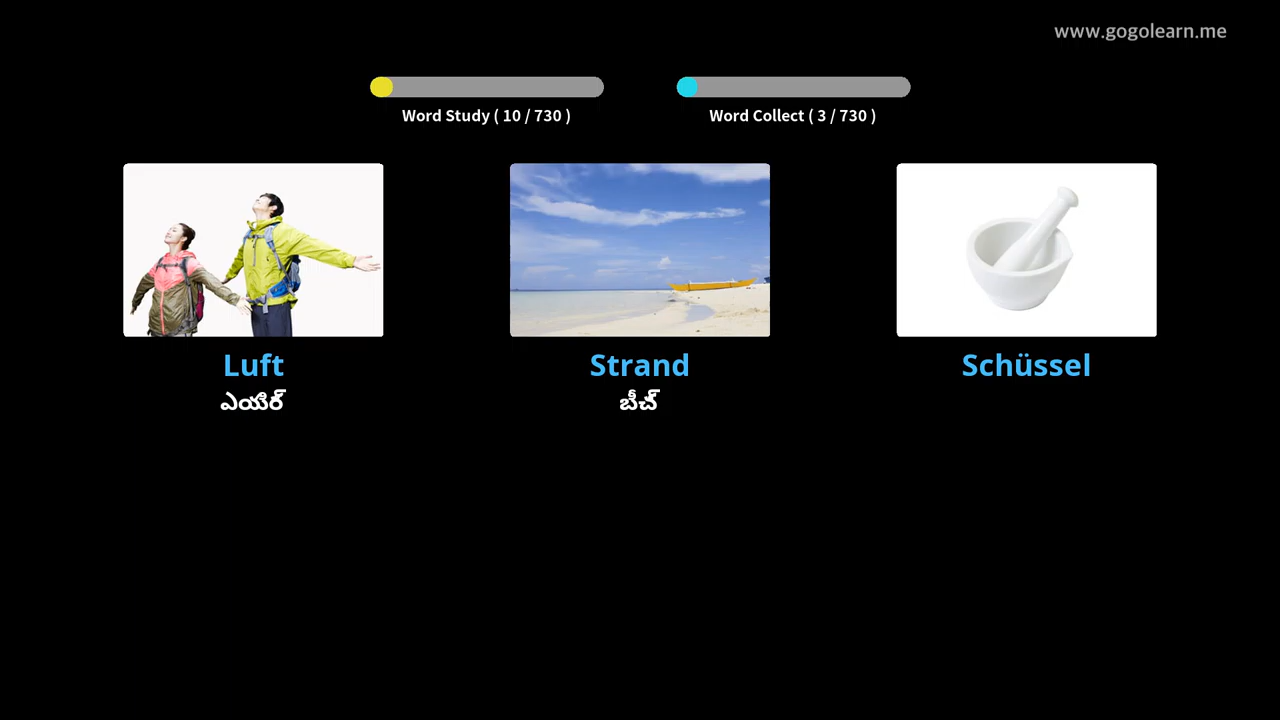 www.gogolearn.me
Word Study ( 10 / 730 )
Word Collect ( 3 / 730 )
Luft
Strand
Schüssel
ఎయిర్
బీచ్